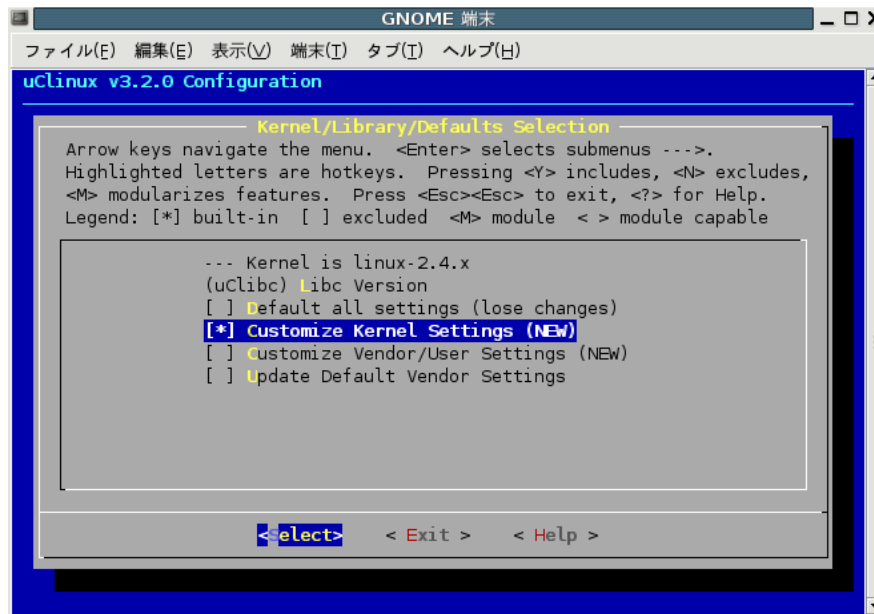 GNOME 端末
ファイル(F) 編集(E) 表示(V) 端末(T) タブ(T) ヘルプ(H)
uClinux v3.2.0 Configuration
Kernel/Library/Defaults Selection
Arrow keys navigate the menu. <Enter> selects submenus --->.
Highlighted letters are hotkeys. Pressing <Y> includes, <N> excludes,
<M> modularizes features. Press <Esc><Esc> to exit, <?> for Help.
Legend: [*] built-in [ ] excluded <M> module < > module capable
--- Kernel is linux-2.4.x
(uClibc) Libc Version
[ ] Default all settings (lose changes)
[*] Customize Kernel Settings (NEW)
[ ] Customize Vendor/User Settings (NEW)
[ ] Update Default Vendor Settings
<Select> < Exit > < Help >